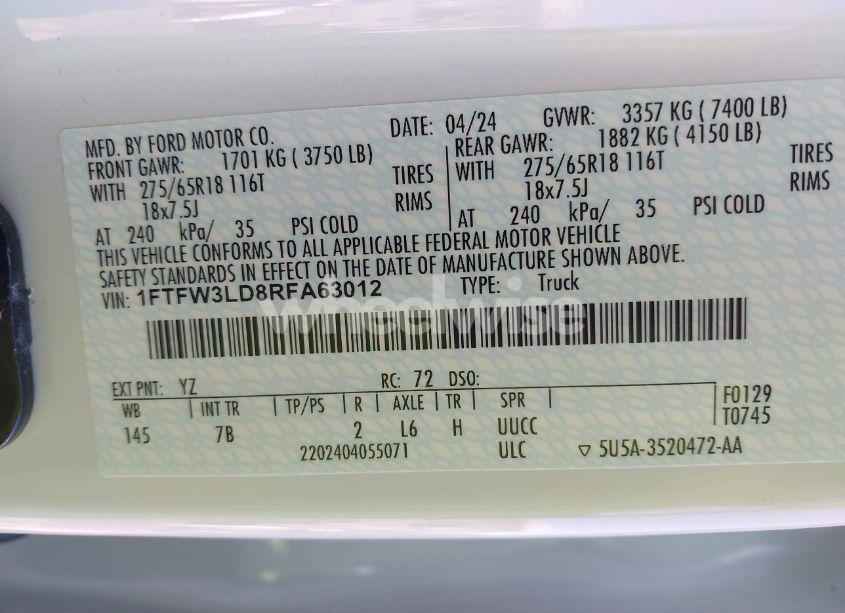 MFD. BY FORD MOTOR CO. DATE: 04/24 GVWR: 3357 KG ( 7400 LB)
FRONT GAWR: 1701 KG ( 3750 LB) REAR GAWR: 1882 KG ( 4150 LB)
WITH 275/65R18 116T TIRES WITH 275/65R18 116T TIRES
18x7.5J RIMS 18x7.5J RIMS
AT 240 kPa/ 35 PSI COLD AT 240 kPa/ 35 PSI COLD
THIS VEHICLE CONFORMS TO ALL APPLICABLE FEDERAL MOTOR VEHICLE
SAFETY STANDARDS IN EFFECT ON THE DATE OF MANUFACTURE SHOWN ABOVE.
VIN: 1FTFW3LD8RFA63012 TYPE: Truck
wheelwise
EXT PNT: YZ RC: 72 DSO:
WB INT TR TP/PS R AXLE TR SPR F0129
145 7B 2 L6 H UUCC T0745
2202404055071 ULC ▽ 5U5A-3520472-AA